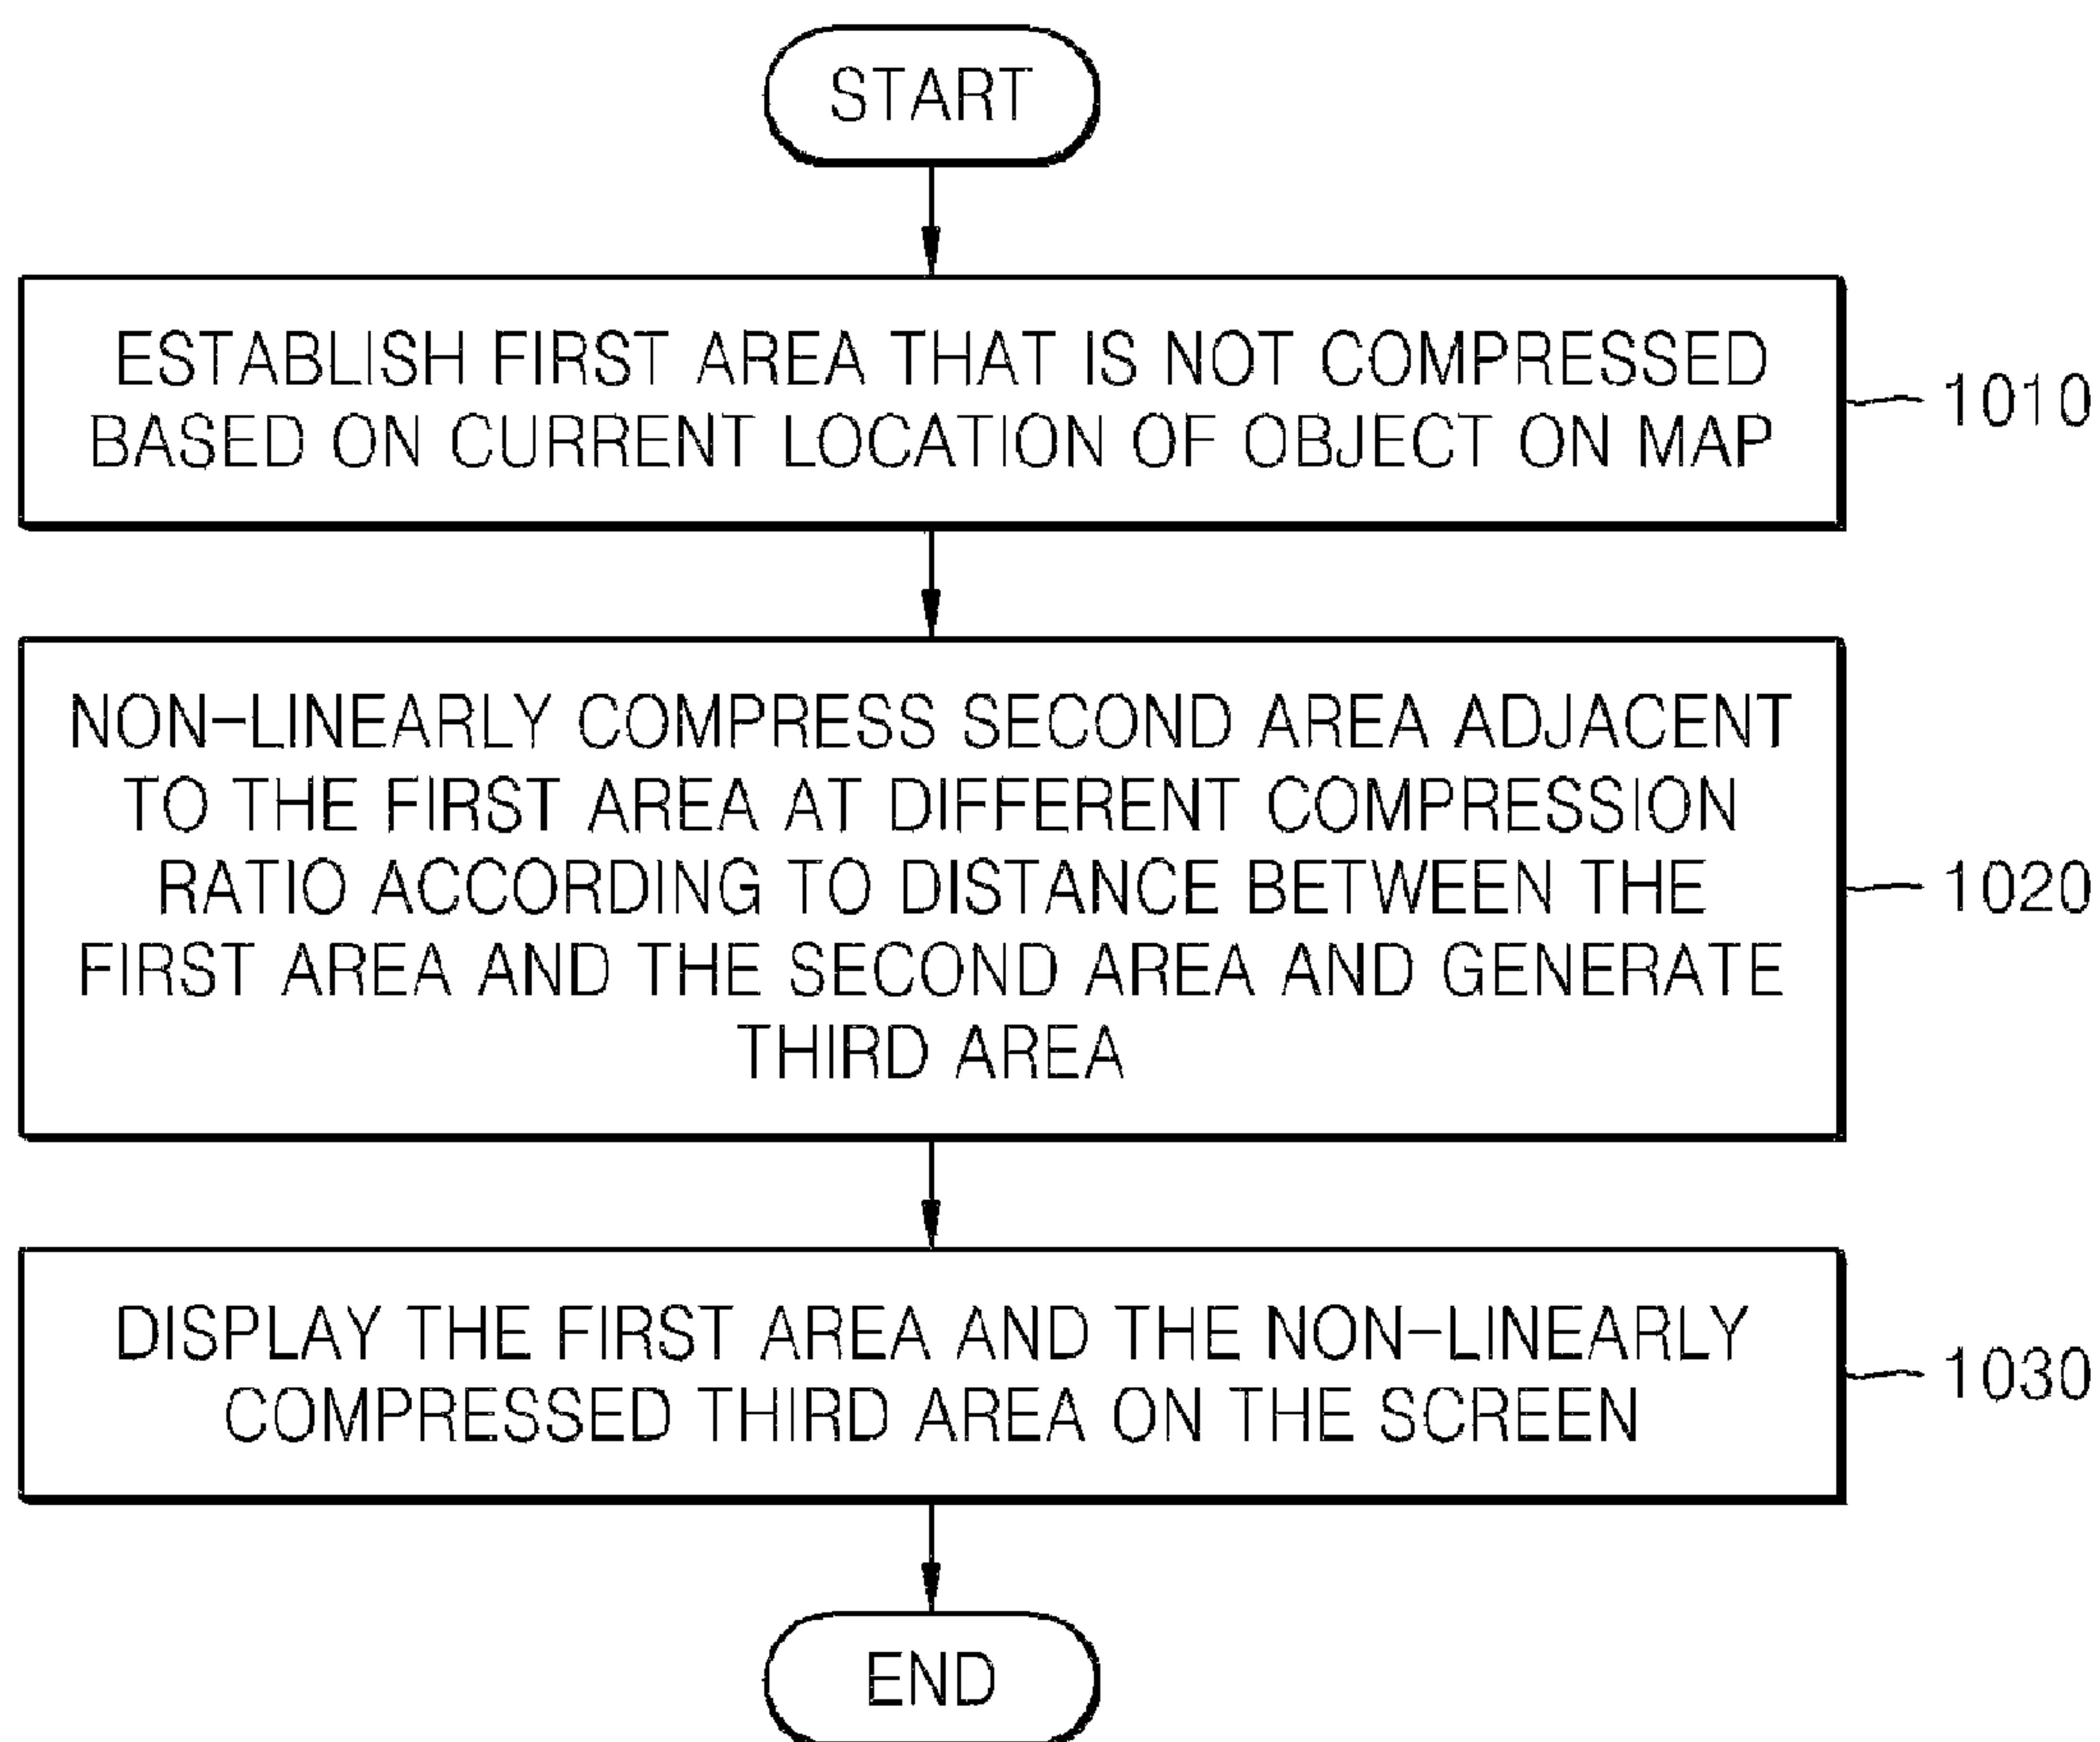 START
ESTABLISH FIRST AREA THAT IS NOT COMPRESSED
BASED ON CURRENT LOCATION OF OBJECT ON MAP
1010
NON-LINEARLY COMPRESS SECOND AREA ADJACENT
TO THE FIRST AREA AT DIFFERENT COMPRESSION
RATIO ACCORDING TO DISTANCE BETWEEN THE
FIRST AREA AND THE SECOND AREA AND GENERATE
THIRD AREA
1020
DISPLAY THE FIRST AREA AND THE NON-LINEARLY
COMPRESSED THIRD AREA ON THE SCREEN
1030
END